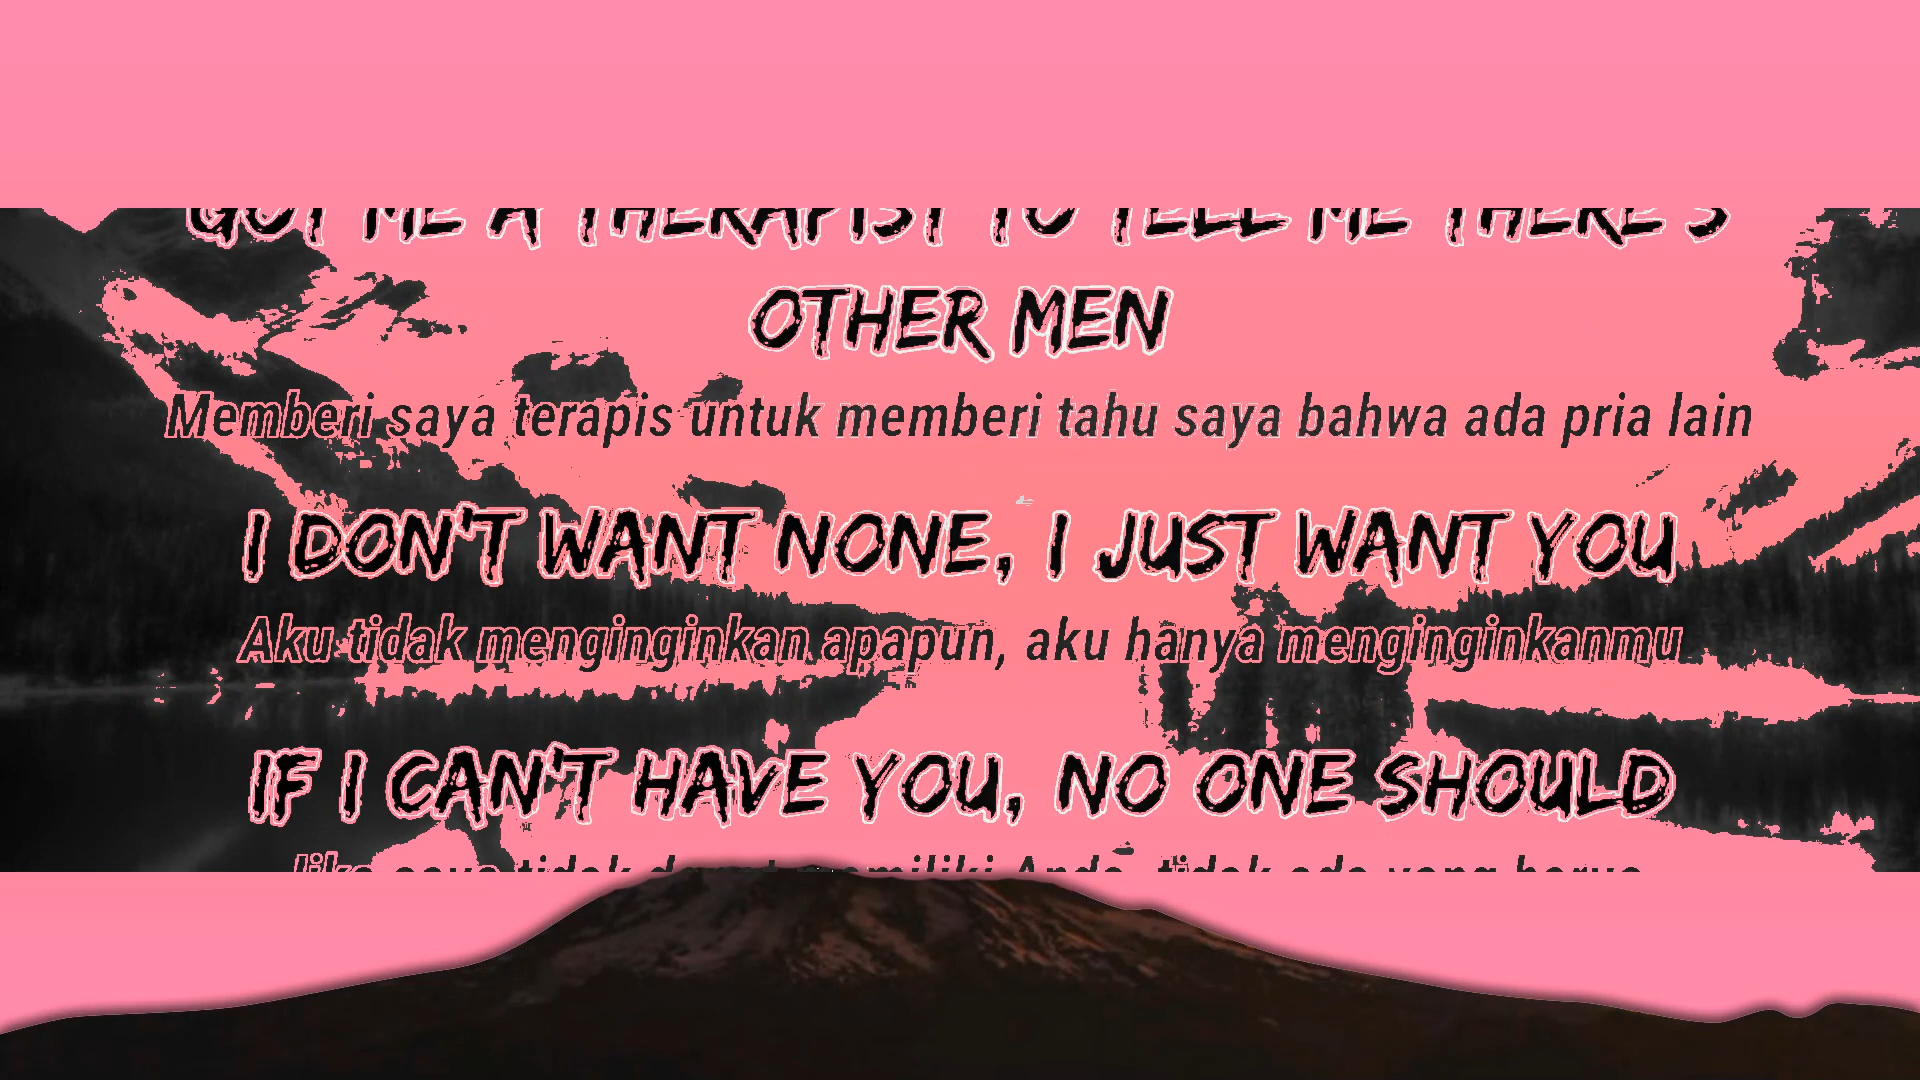 GOT ME A THERAPIST TO TELL ME THERE'S
OTHER MEN
Memberi saya terapis untuk memberi tahu saya bahwa ada pria lain
I DON'T WANT NONE, I JUST WANT YOU
Aku tidak menginginkan apapun, aku hanya menginginkanmu
IF I CAN'T HAVE YOU, NO ONE SHOULD
Jika saya tidak dapat memiliki Anda, tidak ada yang harus